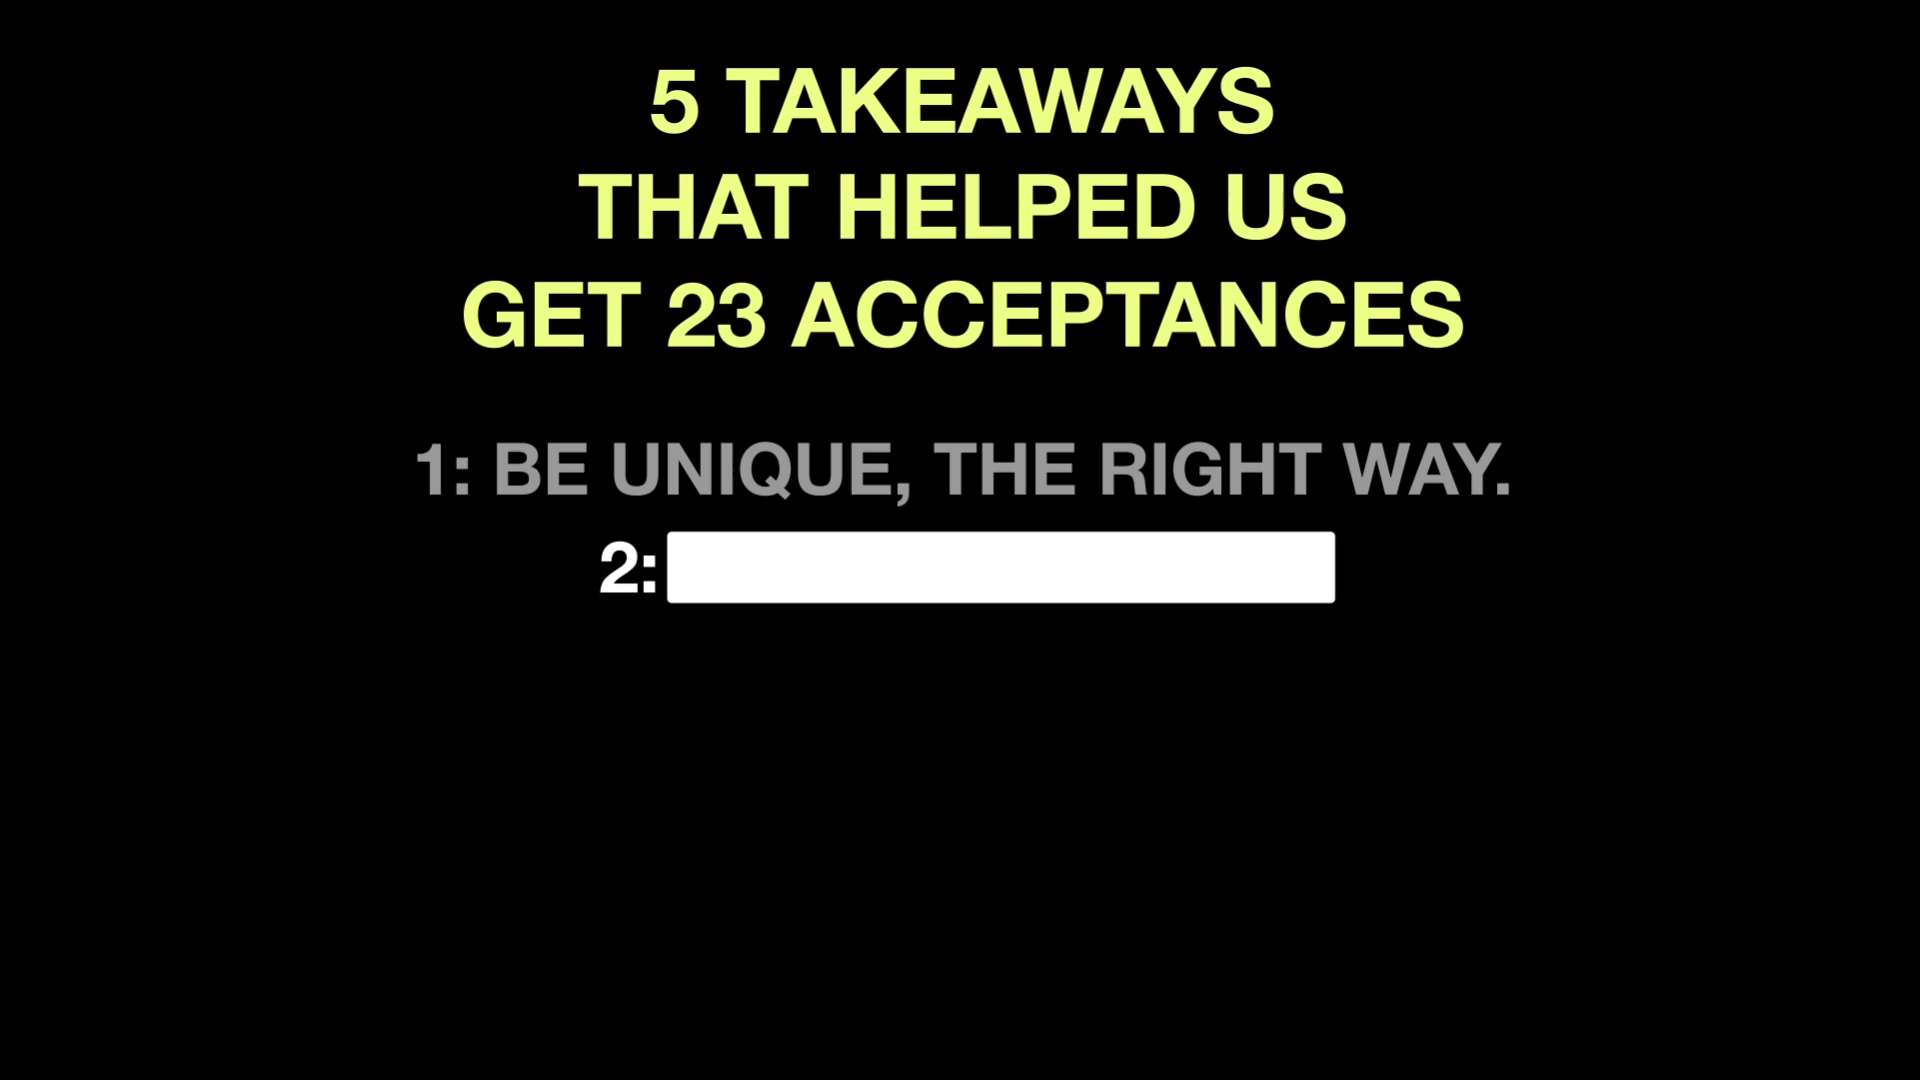 5 TAKEAWAYS
THAT HELPED US
GET 23 ACCEPTANCES
1: BE UNIQUE, THE RIGHT WAY.
2: